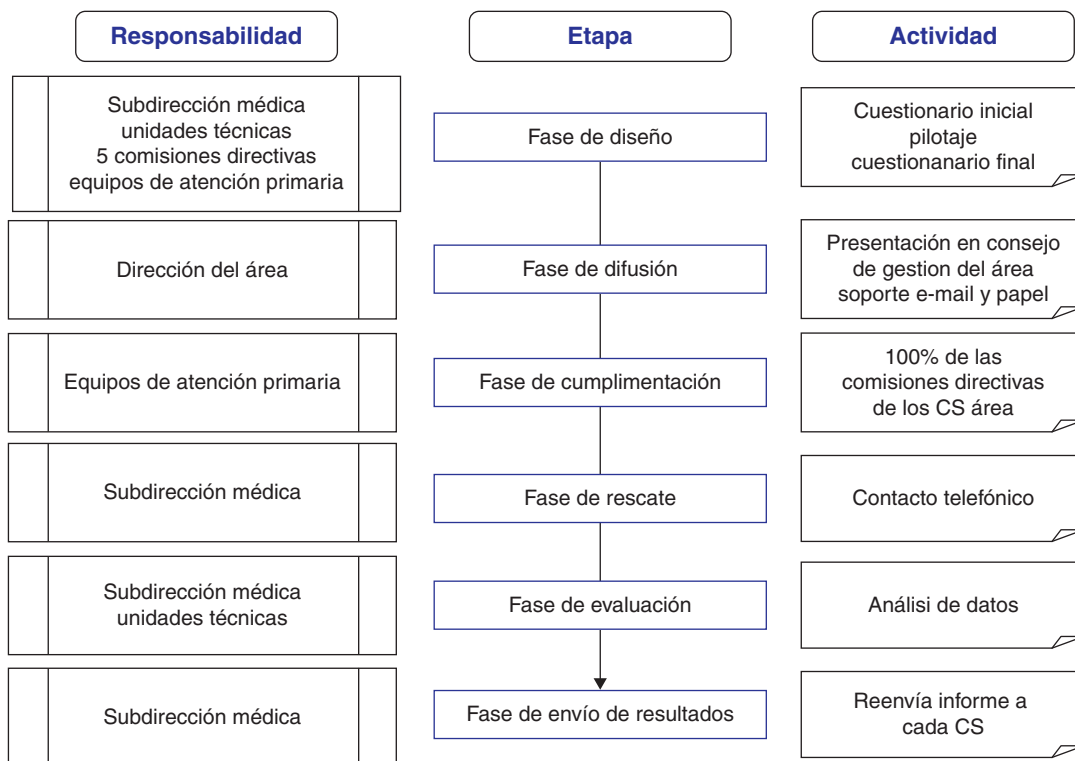 Responsabilidad
Etapa
Actividad
Subdirección médica
unidades técnicas
5 comisiones directivas
equipos de atención primaria
Fase de diseño
Cuestionario inicial
pilotaje
cuestionanario final
Dirección del área
Fase de difusión
Presentación en consejo
de gestion del área
soporte e-mail y papel
Equipos de atención primaria
Fase de cumplimentación
100% de las
comisiones directivas
de los CS área
Subdirección médica
Fase de rescate
Contacto telefónico
Subdirección médica
unidades técnicas
Fase de evaluación
Análisi de datos
Subdirección médica
Fase de envío de resultados
Reenvía informe a
cada CS